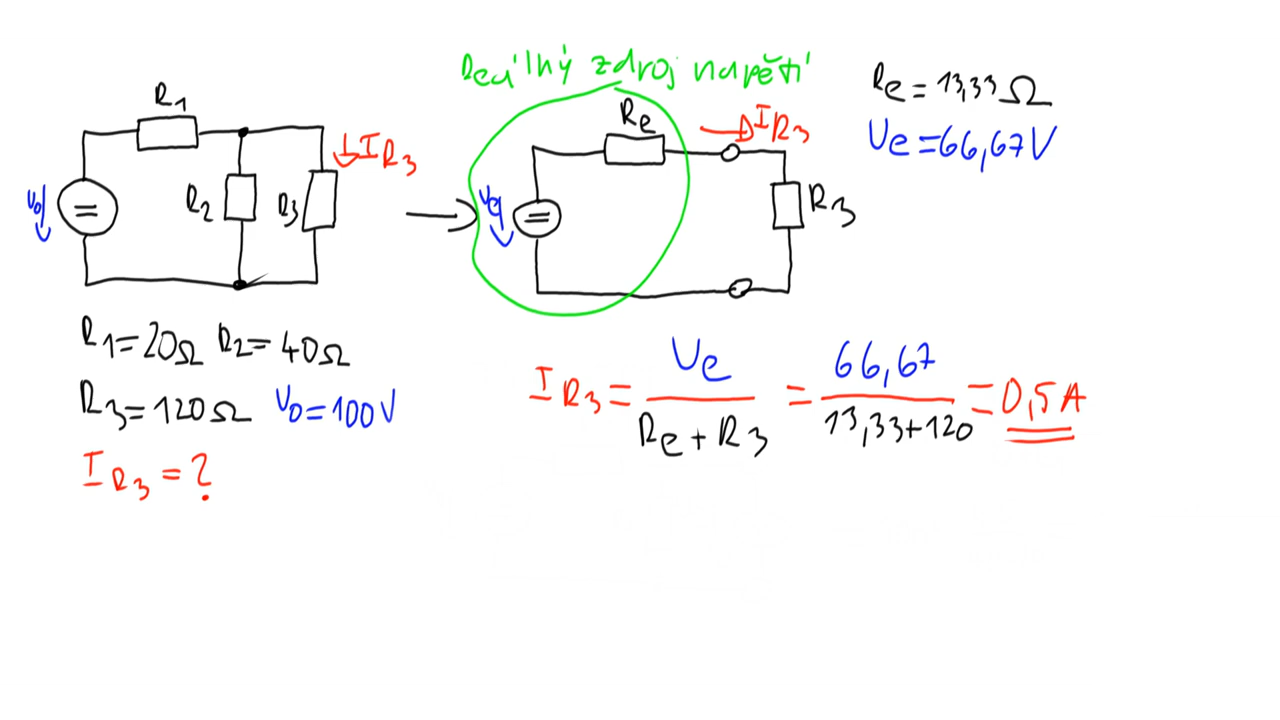 Reálný zdroj napětí
R1
IR3
U0
R2
R3
Re
IR3
Ue
R3
Re = 13,33 Ω
Ue = 66,67 V
R1 = 20 Ω R2 = 40 Ω
R3 = 120 Ω U0 = 100 V
IR3 = ?
IR3 = Ue / (Re + R3) = 66,67 / (13,33 + 120) = 0,5 A